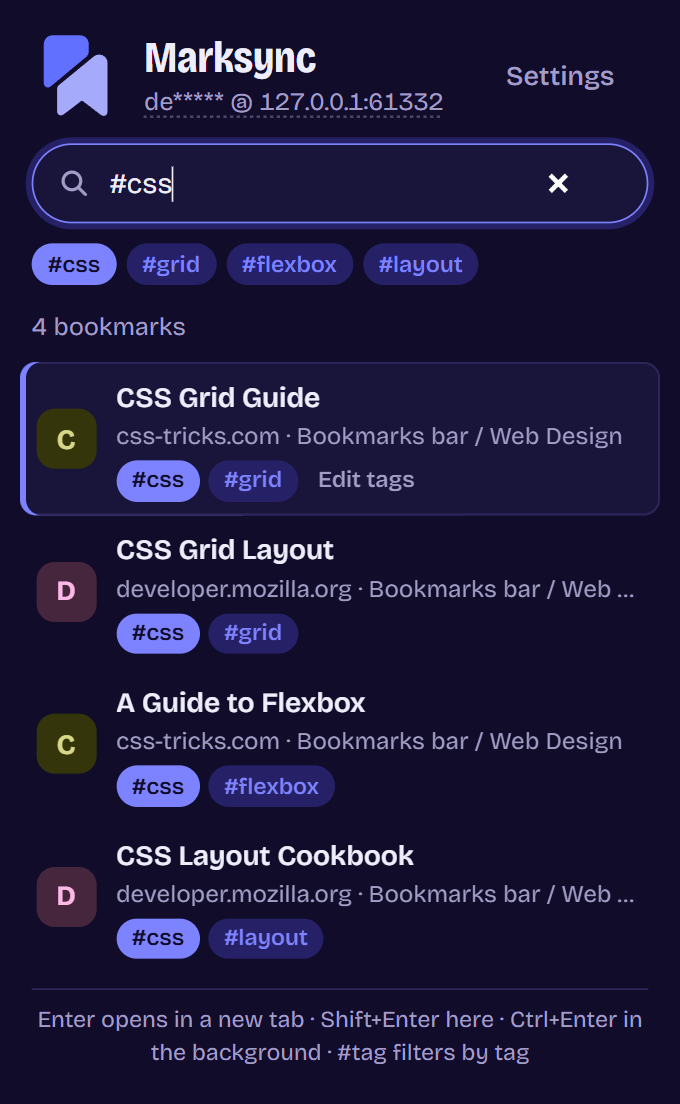 Marksync
Settings
de***** @ 127.0.0.1:61332
#css
#css #grid #flexbox #layout
4 bookmarks
CSS Grid Guide
C
css-tricks.com · Bookmarks bar / Web Design
#css #grid Edit tags
CSS Grid Layout
D
developer.mozilla.org · Bookmarks bar / Web ...
#css #grid
A Guide to Flexbox
C
css-tricks.com · Bookmarks bar / Web Design
#css #flexbox
CSS Layout Cookbook
D
developer.mozilla.org · Bookmarks bar / Web ...
#css #layout
Enter opens in a new tab · Shift+Enter here · Ctrl+Enter in
the background · #tag filters by tag